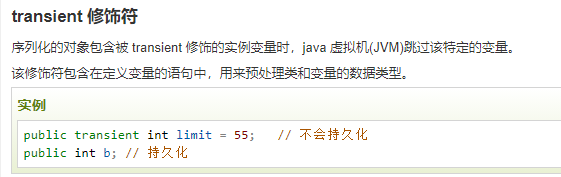 transient 修饰符
序列化的对象包含被 transient 修饰的实例变量时，java 虚拟机(JVM)跳过该特定的变量。
该修饰符包含在定义变量的语句中，用来预处理类和变量的数据类型。
实例
public transient int limit = 55;   // 不会持久化
public int b; // 持久化